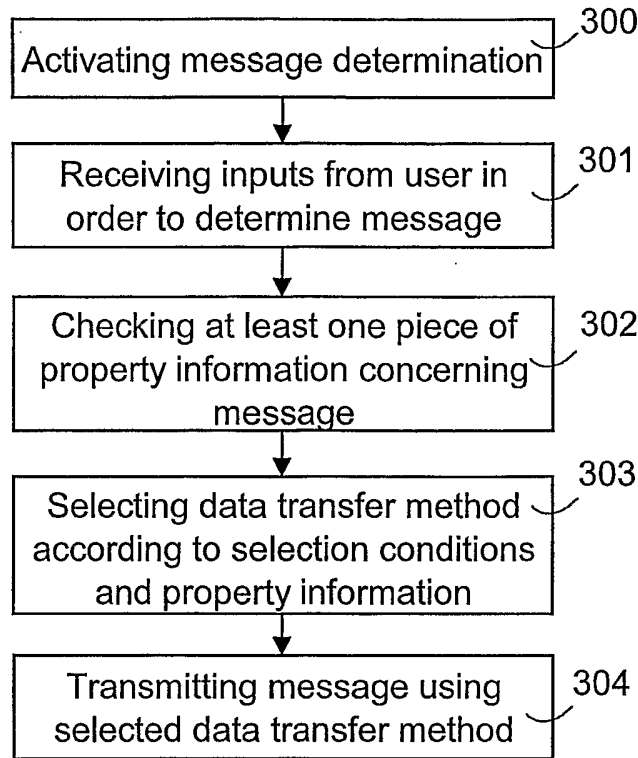 300
Activating message determination
301
Receiving inputs from user in
order to determine message
302
Checking at least one piece of
property information concerning
message
303
Selecting data transfer method
according to selection conditions
and property information
304
Transmitting message using
selected data transfer method